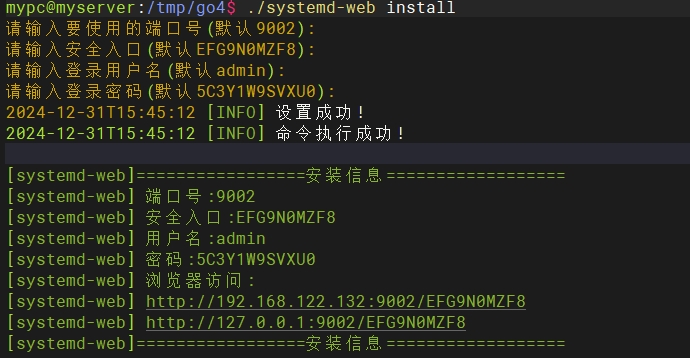 mypc@myserver:/tmp/go4$ ./systemd-web install
请输入要使用的端口号(默认9002):
请输入安全入口(默认EFG9N0MZF8):
请输入登录用户名(默认admin):
请输入登录密码(默认5C3Y1W9SVXU0):
2024-12-31T15:45:12 [INFO] 设置成功!
2024-12-31T15:45:12 [INFO] 命令执行成功!
[systemd-web]=================安装信息==================
[systemd-web] 端口号:9002
[systemd-web] 安全入口:EFG9N0MZF8
[systemd-web] 用户名:admin
[systemd-web] 密码:5C3Y1W9SVXU0
[systemd-web] 浏览器访问:
[systemd-web] http://192.168.122.132:9002/EFG9N0MZF8
[systemd-web] http://127.0.0.1:9002/EFG9N0MZF8
[systemd-web]=================安装信息==================